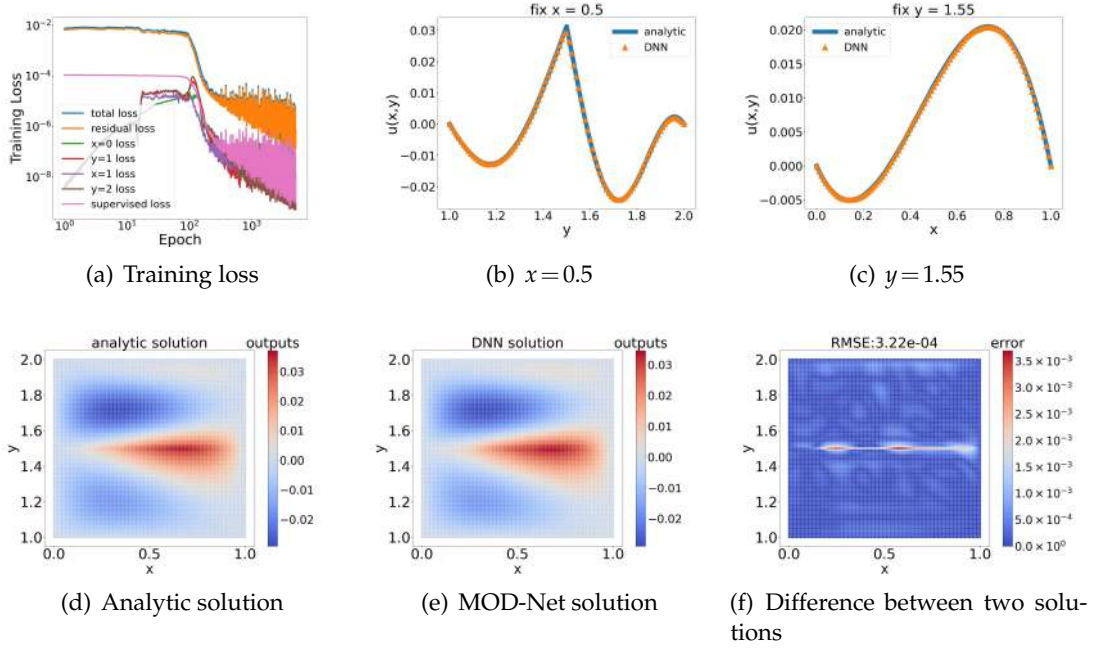 10⁻²
10⁻⁴
10⁻⁶
10⁻⁸
Training Loss
total loss
residual loss
x=0 loss
y=1 loss
x=1 loss
y=2 loss
supervised loss
10⁰ 10¹ 10² 10³
Epoch
(a) Training loss
fix x = 0.5
analytic
DNN
0.03
0.02
0.01
0.00
−0.01
−0.02
u(x,y)
1.0 1.2 1.4 1.6 1.8 2.0
y
(b) x=0.5
fix y = 1.55
analytic
DNN
0.020
0.015
0.010
0.005
0.000
−0.005
u(x,y)
0.0 0.2 0.4 0.6 0.8 1.0
x
(c) y=1.55
analytic solution outputs
2.0
1.8
1.6
1.4
1.2
1.0
y
0.0 0.5 1.0
x
0.03
0.02
0.01
0.00
−0.01
−0.02
(d) Analytic solution
DNN solution outputs
2.0
1.8
1.6
1.4
1.2
1.0
y
0.0 0.5 1.0
x
0.03
0.02
0.01
0.00
−0.01
−0.02
(e) MOD-Net solution
RMSE:3.22e-04 error
2.0
1.8
1.6
1.4
1.2
1.0
y
0.0 0.5 1.0
x
3.5×10⁻³
3.0×10⁻³
2.5×10⁻³
2.0×10⁻³
1.5×10⁻³
1.0×10⁻³
5.0×10⁻⁴
0.0×10⁰
(f) Difference between two solu-
tions